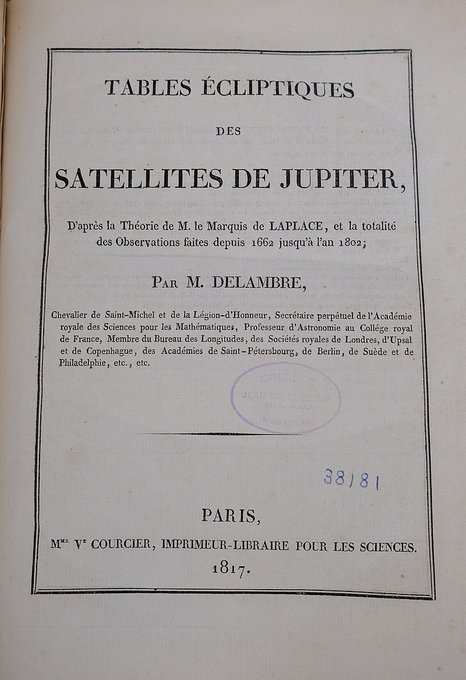 TABLES ÉCLIPTIQUES
DES
SATELLITES DE JUPITER,
D'après la Théorie de M. le Marquis de LAPLACE, et la totalité
des Observations faites depuis 1662 jusqu'à l'an 1802;
PAR M. DELAMBRE,
Chevalier de Saint-Michel et de la Légion-d'Honneur, Secrétaire perpétuel de l'Académie
royale des Sciences pour les Mathématiques, Professeur d'Astronomie au Collége royal
de France, Membre du Bureau des Longitudes, des Sociétés royales de Londres, d'Upsal
et de Copenhague, des Académies de Saint-Pétersbourg, de Berlin, de Suède et de
Philadelphie, etc., etc.
38181
PARIS,
Mme Ve COURCIER, IMPRIMEUR-LIBRAIRE POUR LES SCIENCES.
1817.